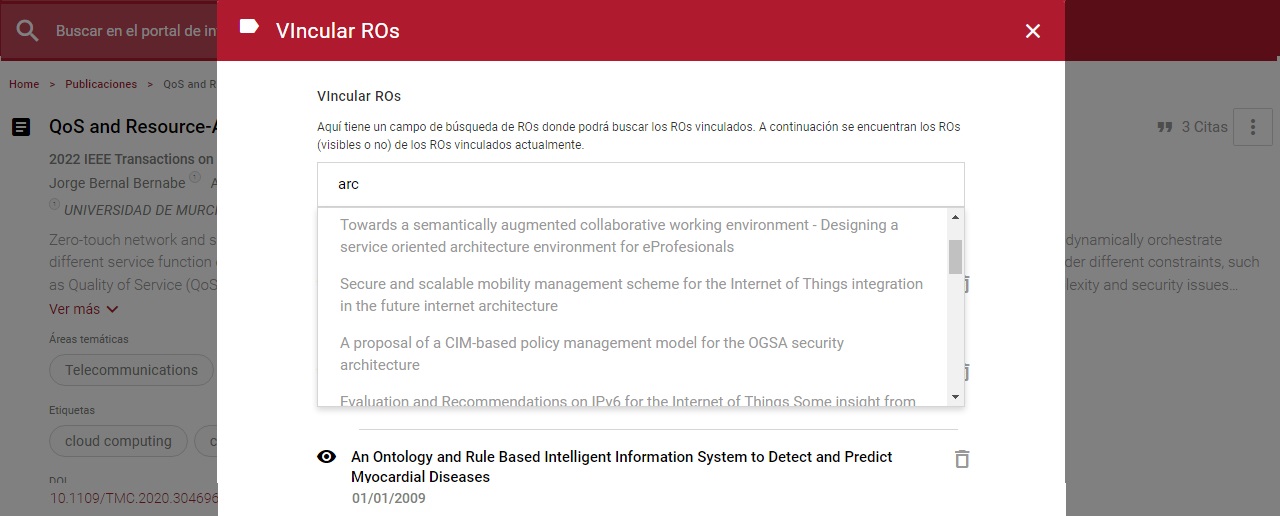 VIncular ROs
Buscar en el portal de in
Home > Publicaciones > QoS and R
VIncular ROs
Aquí tiene un campo de búsqueda de ROs donde podrá buscar los ROs vinculados. A continuación se encuentran los ROs
(visibles o no) de los ROs vinculados actualmente.
arc
Towards a semantically augmented collaborative working environment - Designing a
service oriented architecture environment for eProfesionals
Secure and scalable mobility management scheme for the Internet of Things integration
in the future internet architecture
A proposal of a CIM-based policy management model for the OGSA security
architecture
Evaluation and Recommendations on IPv6 for the Internet of Things Some insight from
An Ontology and Rule Based Intelligent Information System to Detect and Predict
Myocardial Diseases
01/01/2009
QoS and Resource-A
3 Citas
2022 IEEE Transactions on
Jorge Bernal Bernabe
UNIVERSIDAD DE MURCI
Zero-touch network and s
dynamically orchestrate
different service function
der different constraints, such
as Quality of Service (QoS
lexity and security issues...
Ver más
Áreas temáticas
Telecommunications
Etiquetas
cloud computing
c
DOI
10.1109/TMC.2020.304696